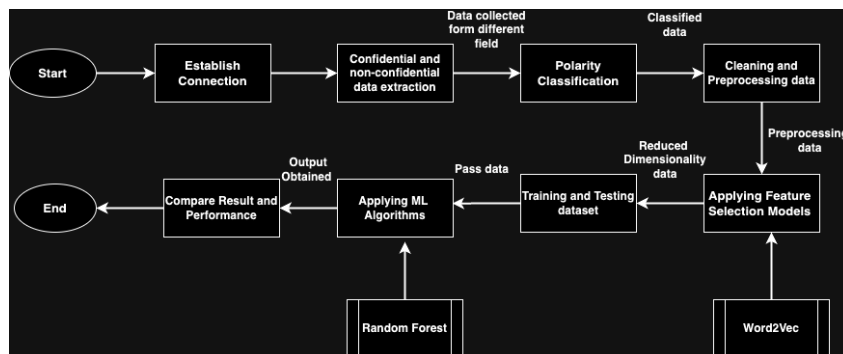 Start
Establish
Connection
Confidential and
non-confidential
data extraction
Data collected
form different
field
Polarity
Classification
Classified
data
Cleaning and
Preprocessing data
Preprocessing
data
Applying Feature
Selection Models
Word2Vec
Reduced
Dimensionality
data
Training and Testing
dataset
Pass data
Applying ML
Algorithms
Random Forest
Output
Obtained
Compare Result and
Performance
End